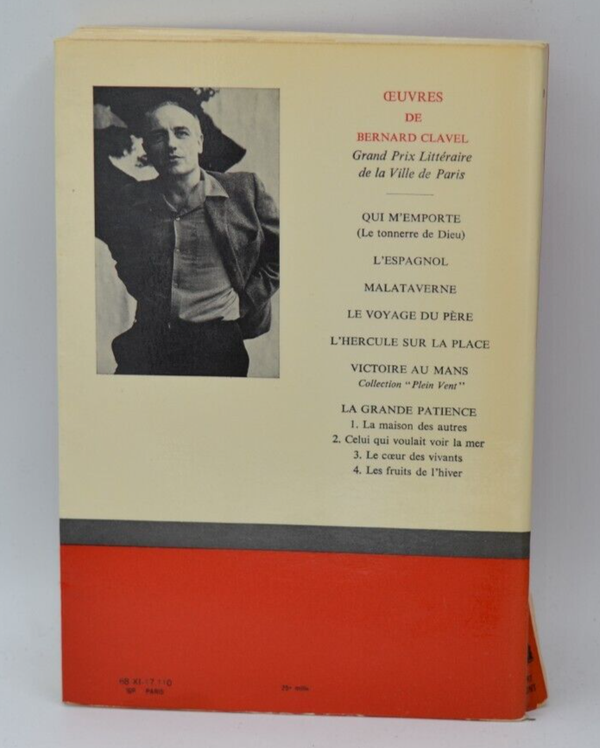 ŒUVRES
DE
BERNARD CLAVEL
Grand Prix Littéraire
de la Ville de Paris
QUI M'EMPORTE
(Le tonnerre de Dieu)
L'ESPAGNOL
MALATAVERNE
LE VOYAGE DU PÈRE
L'HERCULE SUR LA PLACE
VICTOIRE AU MANS
Collection "Plein Vent"
LA GRANDE PATIENCE
1. La maison des autres
2. Celui qui voulait voir la mer
3. Le cœur des vivants
4. Les fruits de l'hiver
PARIS
mille